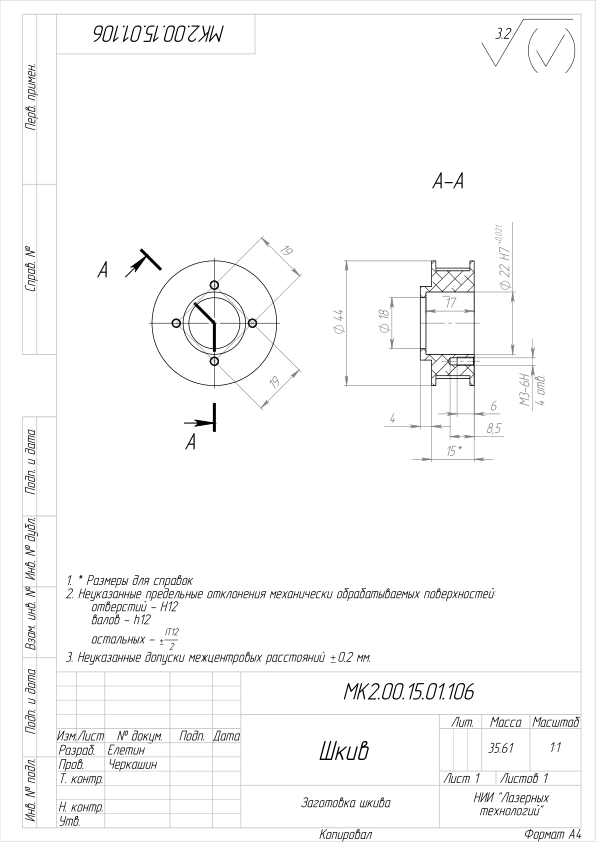 МК2.00.15.01.106
3.2
(√)
Перв. примен.
Справ. №
Подп. и дата
Инв. № дубл.
Взам. инв. №
Подп. и дата
Инв. № подл.
А
А
19
19
А-А
⌀ 44
⌀ 18
17
⌀ 22 H7 +0,021
М3-6Н
4 отв.
4
6
8,5
15*
1. * Размеры для справок
2. Неуказанные предельные отклонения механически обрабатываемых поверхностей:
отверстий – Н12
валов – h12
остальных – ± IT12/2
3. Неуказанные допуски межцентровых расстояний ±0.2 мм.
МК2.00.15.01.106
Изм. Лист № докум. Подп. Дата
Разраб. Елетин
Пров. Черкашин
Т. контр.
Н. контр.
Утв.
Шкив
Заготовка шкива
Лит. Масса Масштаб
35.61 1:1
Лист 1 Листов 1
НИИ "Лазерных
технологий"
Копировал Формат А4